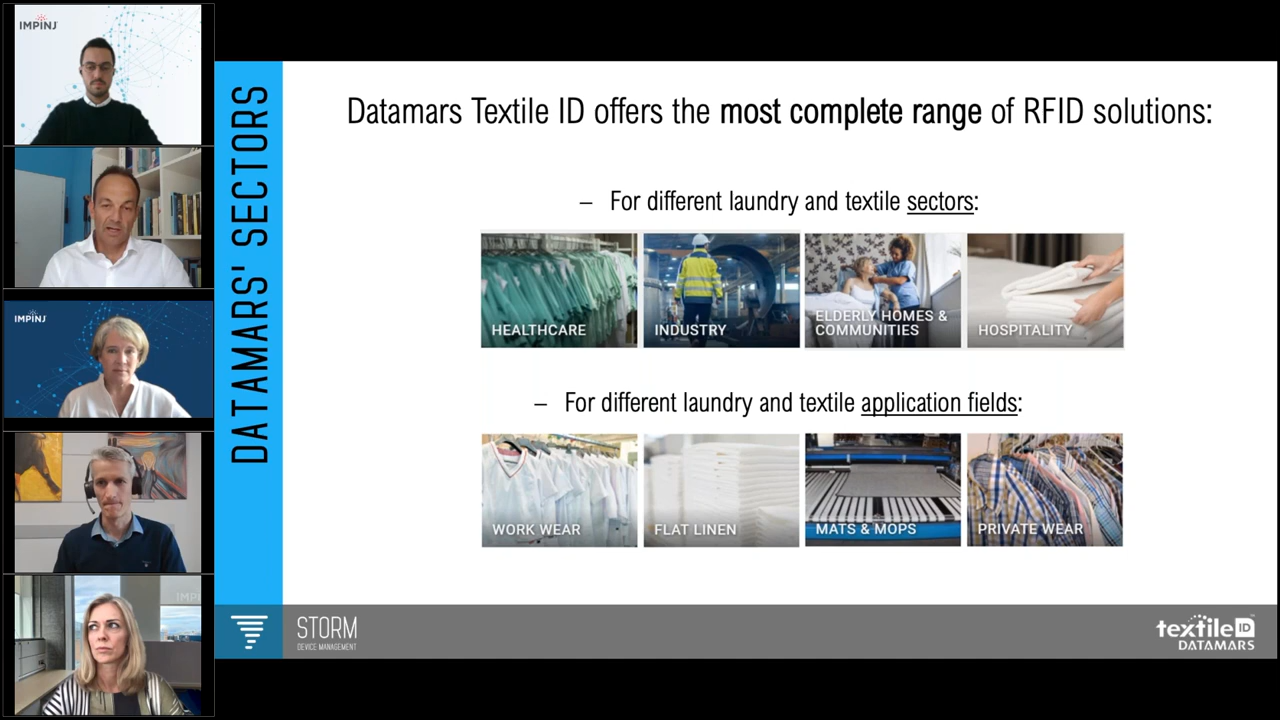 IMPINJ
IMPINJ
IMPINJ
DATAMARS' SECTORS
Datamars Textile ID offers the most complete range of RFID solutions:
– For different laundry and textile sectors:
HEALTHCARE
INDUSTRY
ELDERLY HOMES &
COMMUNITIES
HOSPITALITY
– For different laundry and textile application fields:
WORK WEAR
FLAT LINEN
MATS & MOPS
PRIVATE WEAR
STORM
DEVICE MANAGEMENT
textile ID
DATAMARS